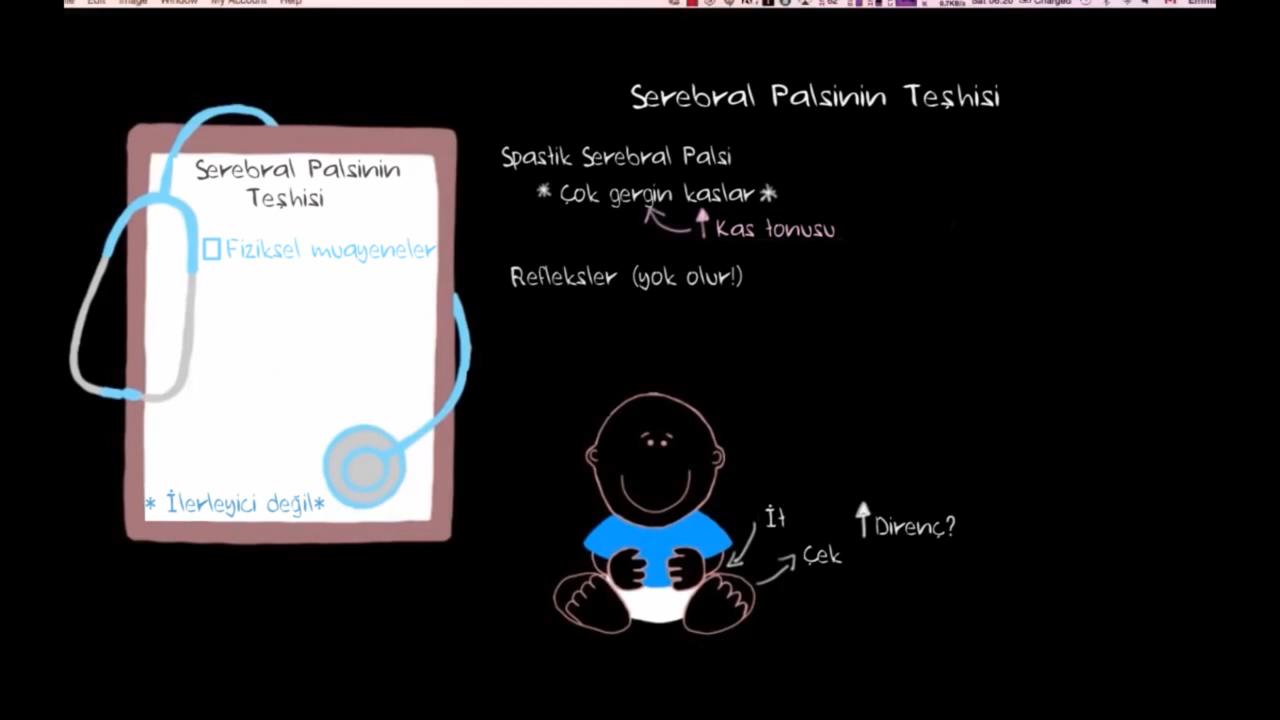 Serebral Palsinin Teşhisi
Serebral Palsinin
Teşhisi
Fiziksel muayeneler
* İlerleyici değil*
Spastik Serebral Palsi
* Çok gergin kaslar *
Kas tonusu
Refleksler (yok olur!)
İt
Çek
Direnç?